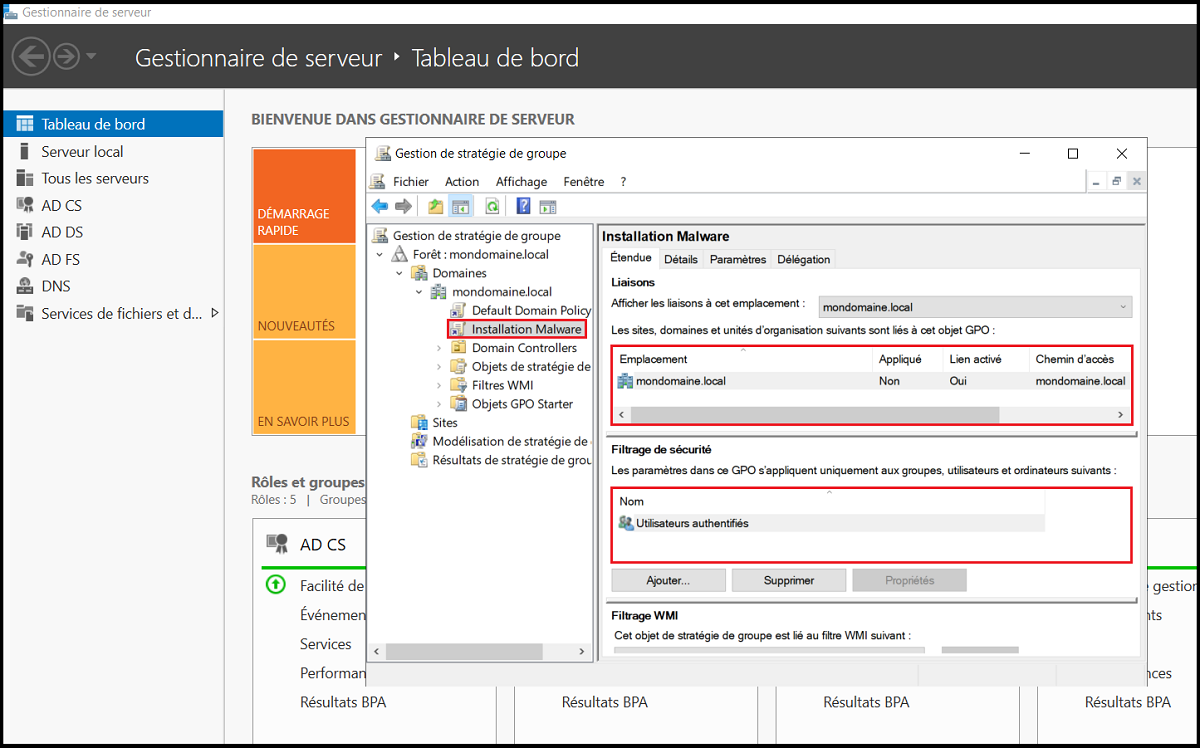 Gestionnaire de serveur
Gestionnaire de serveur ‣ Tableau de bord
Tableau de bord
Serveur local
Tous les serveurs
AD CS
AD DS
AD FS
DNS
Services de fichiers et d...
BIENVENUE DANS GESTIONNAIRE DE SERVEUR
DÉMARRAGE
RAPIDE
NOUVEAUTÉS
EN SAVOIR PLUS
Rôles et groupes
Rôles : 5 | Groupes
AD CS
Facilité de
Événemen
Services
Performan
Résultats BPA
Résultats BPA
Résultats BPA
gestion
nts
nces
Résultats BPA
Gestion de stratégie de groupe
Fichier Action Affichage Fenêtre ?
Gestion de stratégie de groupe
Forêt : mondomaine.local
Domaines
mondomaine.local
Default Domain Policy
Installation Malware
Domain Controllers
Objets de stratégie de
Filtres WMI
Objets GPO Starter
Sites
Modélisation de stratégie de
Résultats de stratégie de grou
Installation Malware
Étendue Détails Paramètres Délégation
Liaisons
Afficher les liaisons à cet emplacement : mondomaine.local
Les sites, domaines et unités d'organisation suivants sont liés à cet objet GPO :
Emplacement Appliqué Lien activé Chemin d'accès
mondomaine.local Non Oui mondomaine.local
Filtrage de sécurité
Les paramètres dans ce GPO s'appliquent uniquement aux groupes, utilisateurs et ordinateurs suivants :
Nom
Utilisateurs authentifiés
Ajouter... Supprimer Propriétés
Filtrage WMI
Cet objet de stratégie de groupe est lié au filtre WMI suivant :